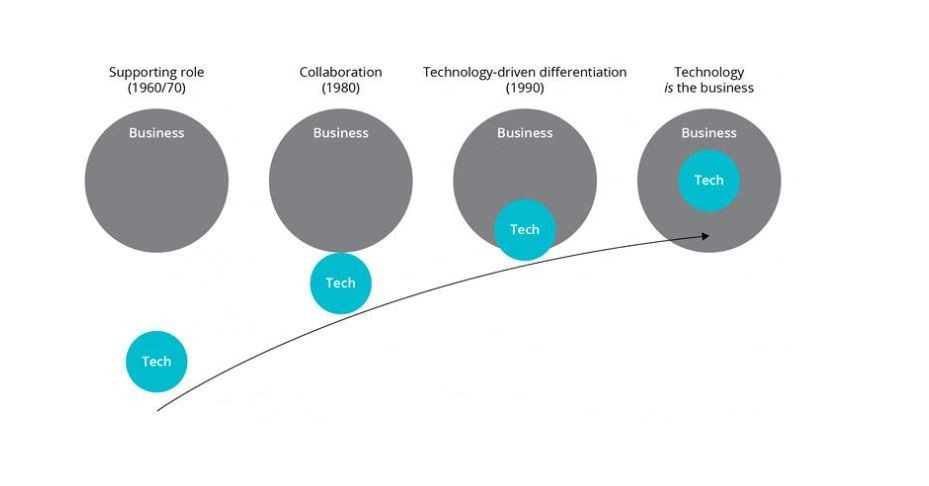 Supporting role
(1960/70)
Collaboration
(1980)
Technology-driven differentiation
(1990)
Technology
is the business
Business
Business
Business
Business
Tech
Tech
Tech
Tech